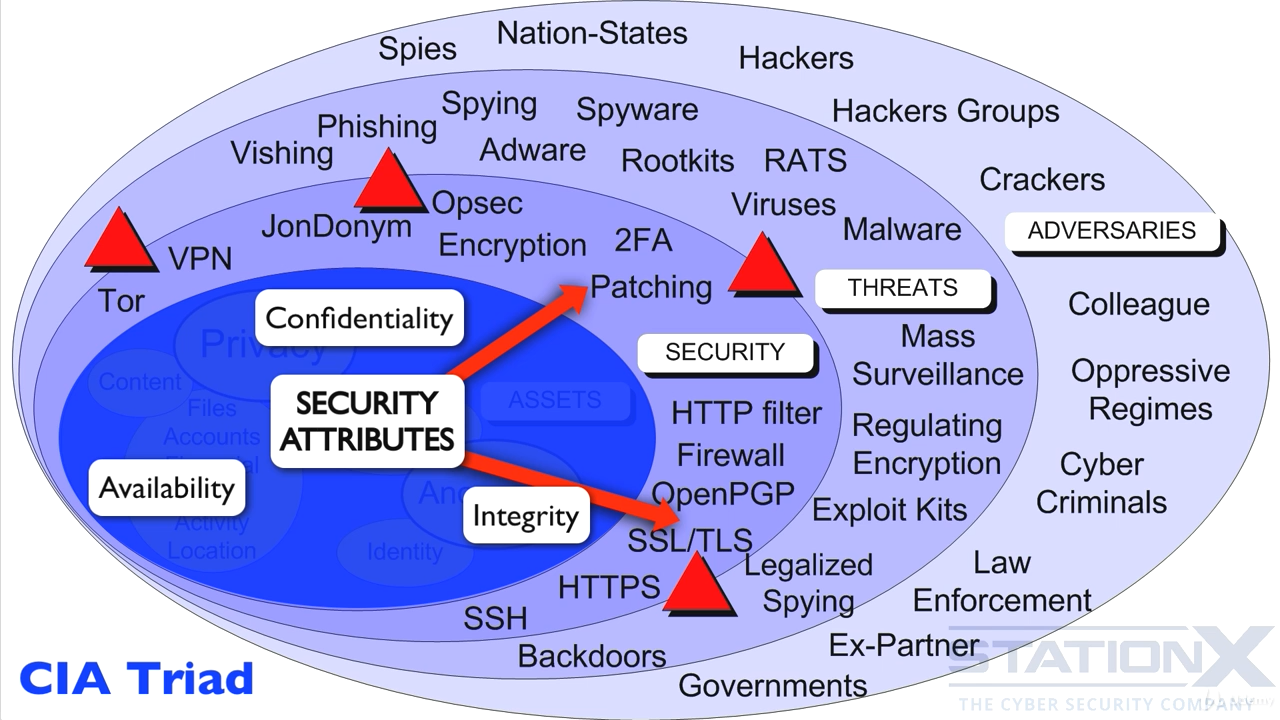 Spies
Nation-States
Hackers
Hackers Groups
Crackers
ADVERSARIES
Colleague
Oppressive
Regimes
Cyber
Criminals
Law
Enforcement
Ex-Partner
Governments
Spying
Spyware
Phishing
Vishing
Adware
Rootkits
RATS
Viruses
Malware
THREATS
Mass
Surveillance
Regulating
Encryption
Exploit Kits
Legalized
Spying
Backdoors
Opsec
JonDonym
Encryption
2FA
VPN
Tor
Patching
SECURITY
HTTP filter
Firewall
OpenPGP
SSL/TLS
HTTPS
SSH
Confidentiality
Privacy
Content
Files
Accounts
SECURITY
ATTRIBUTES
ASSETS
Availability
Integrity
Activity
Location
Identity
CIA Triad
STATIONX
THE CYBER SECURITY COMPANY